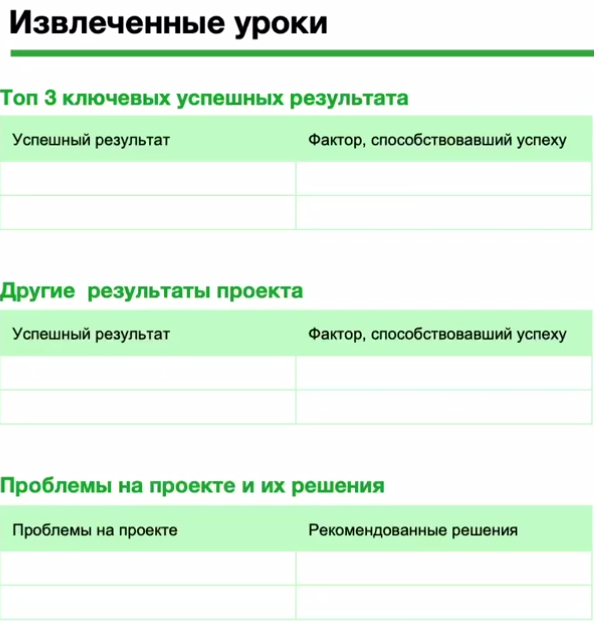 Извлеченные уроки
Топ 3 ключевых успешных результата
Успешный результат Фактор, способствовавший успеху
Другие результаты проекта
Успешный результат Фактор, способствовавший успеху
Проблемы на проекте и их решения
Проблемы на проекте Рекомендованные решения